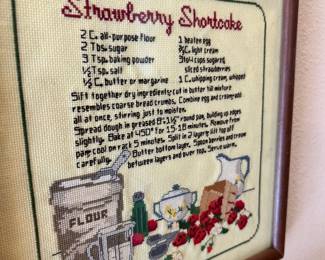 Strawberry Shortcake
2 C. all-purpose flour
2 Tbs. sugar
3 Tsp. baking powder
½ Tsp. salt
½ C. butter or margarine
1 beaten egg
⅔ C. light cream
3 to 4 cups sugared
sliced strawberries
1 C. whipping cream, whipped
Sift together dry ingredients; cut in butter till mixture
resembles coarse bread crumbs. Combine egg and cream; add
all at once, stirring just to moisten.
Spread dough in greased 8×1½" round pan, building up edges
slightly. Bake at 450° for 15-18 minutes. Remove from
pan; cool on rack 5 minutes. Split in 2 layers; lift top off
carefully. Butter bottom layer. Spoon berries and cream
between layers and over top. Serve warm.
FLOUR